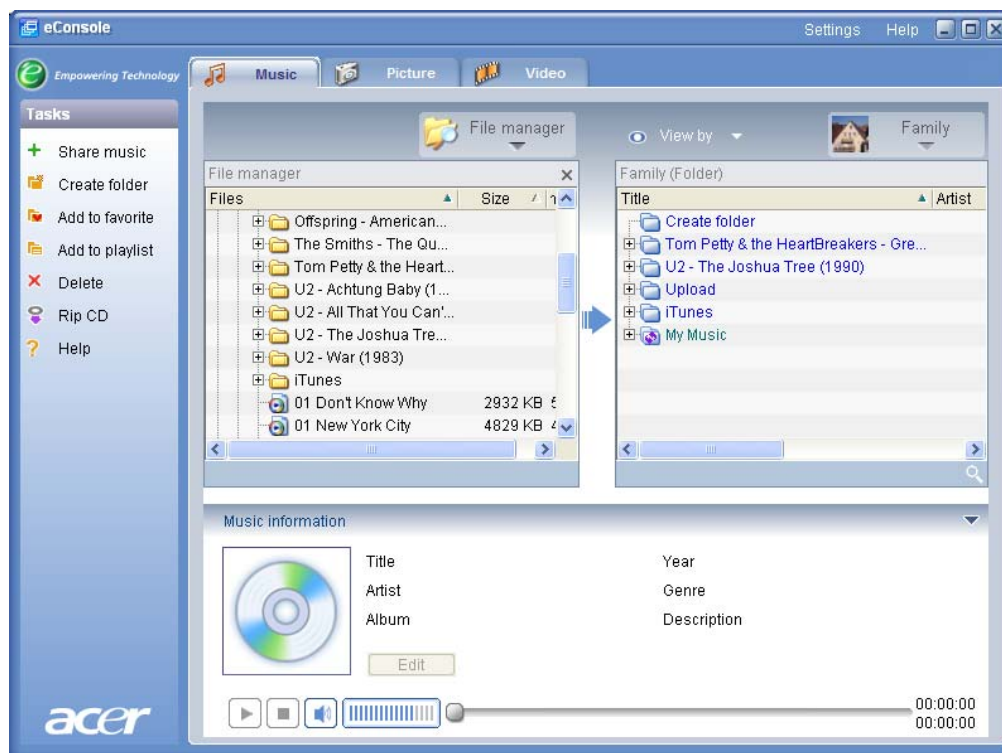 eConsole
Settings Help
Empowering Technology
Music Picture Video
Tasks
Share music
Create folder
Add to favorite
Add to playlist
Delete
Rip CD
Help
File manager
View by
Family
File manager
Files Size
Offspring - American...
The Smiths - The Qu...
Tom Petty & the Heart...
U2 - Achtung Baby (1...
U2 - All That You Can'...
U2 - The Joshua Tre...
U2 - War (1983)
iTunes
01 Don't Know Why 2932 KB
01 New York City 4829 KB
Family (Folder)
Title Artist
Create folder
Tom Petty & the HeartBreakers - Gre...
U2 - The Joshua Tree (1990)
Upload
iTunes
My Music
Music information
Title Year
Artist Genre
Album Description
Edit
00:00:00
00:00:00
acer